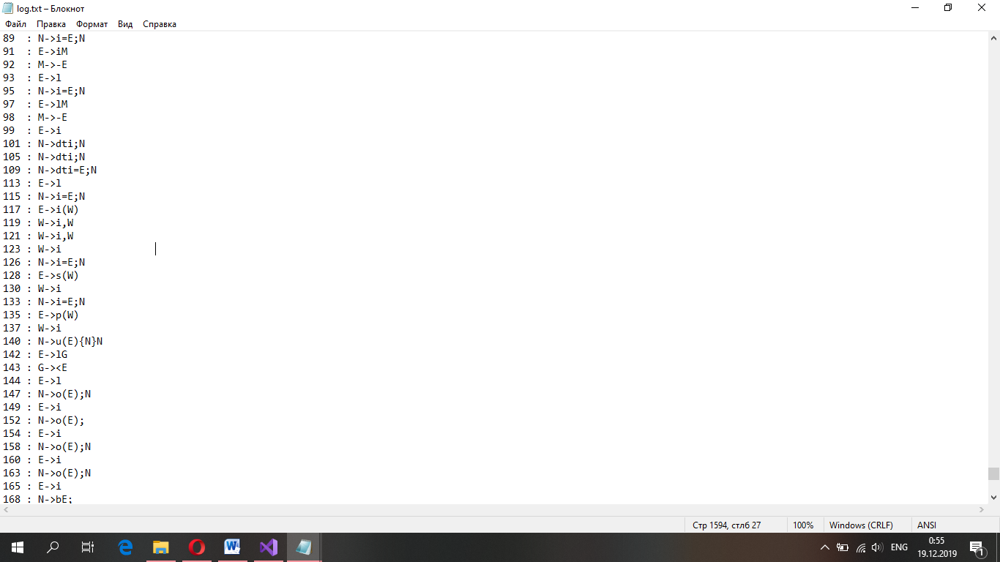 log.txt – Блокнот
Файл Правка Формат Вид Справка
89 : N->i=E;N
91 : E->iM
92 : M->-E
93 : E->l
95 : N->i=E;N
97 : E->lM
98 : M->-E
99 : E->i
101 : N->dti;N
105 : N->dti;N
109 : N->dti=E;N
113 : E->l
115 : N->i=E;N
117 : E->i(W)
119 : W->i,W
121 : W->i,W
123 : W->i
126 : N->i=E;N
128 : E->s(W)
130 : W->i
133 : N->i=E;N
135 : E->p(W)
137 : W->i
140 : N->u(E){N}N
142 : E->lG
143 : G-><E
144 : E->l
147 : N->o(E);N
149 : E->i
152 : N->o(E);
154 : E->i
158 : N->o(E);N
160 : E->i
163 : N->o(E);N
165 : E->i
168 : N->bE;
Стр 1594, стлб 27 100% Windows (CRLF) ANSI
ENG 0:55
19.12.2019
1